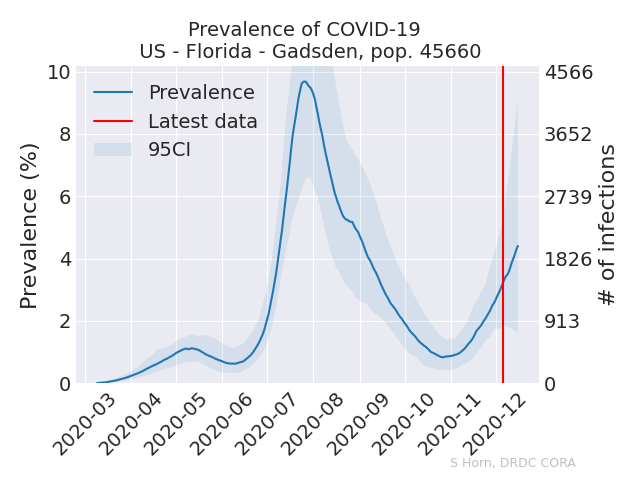 Prevalence of COVID-19
US - Florida - Gadsden, pop. 45660
Prevalence
Latest data
95CI
Prevalence (%)
10
8
6
4
2
0
4566
3652
2739
1826
913
0
# of infections
2020-03
2020-04
2020-05
2020-06
2020-07
2020-08
2020-09
2020-10
2020-11
2020-12
S Horn, DRDC CORA